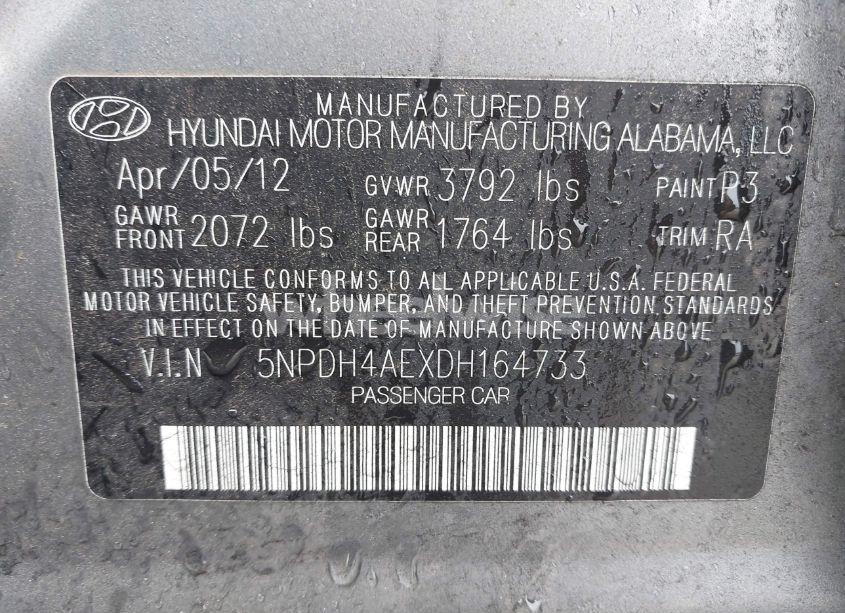 MANUFACTURED BY
HYUNDAI MOTOR MANUFACTURING ALABAMA, LLC
Apr/05/12 GVWR 3792 lbs PAINT P3
GAWR FRONT 2072 lbs GAWR REAR 1764 lbs TRIM RA
THIS VEHICLE CONFORMS TO ALL APPLICABLE U.S.A. FEDERAL
MOTOR VEHICLE SAFETY, BUMPER, AND THEFT PREVENTION STANDARDS
IN EFFECT ON THE DATE OF MANUFACTURE SHOWN ABOVE
V.I.N 5NPDH4AEXDH164733
PASSENGER CAR